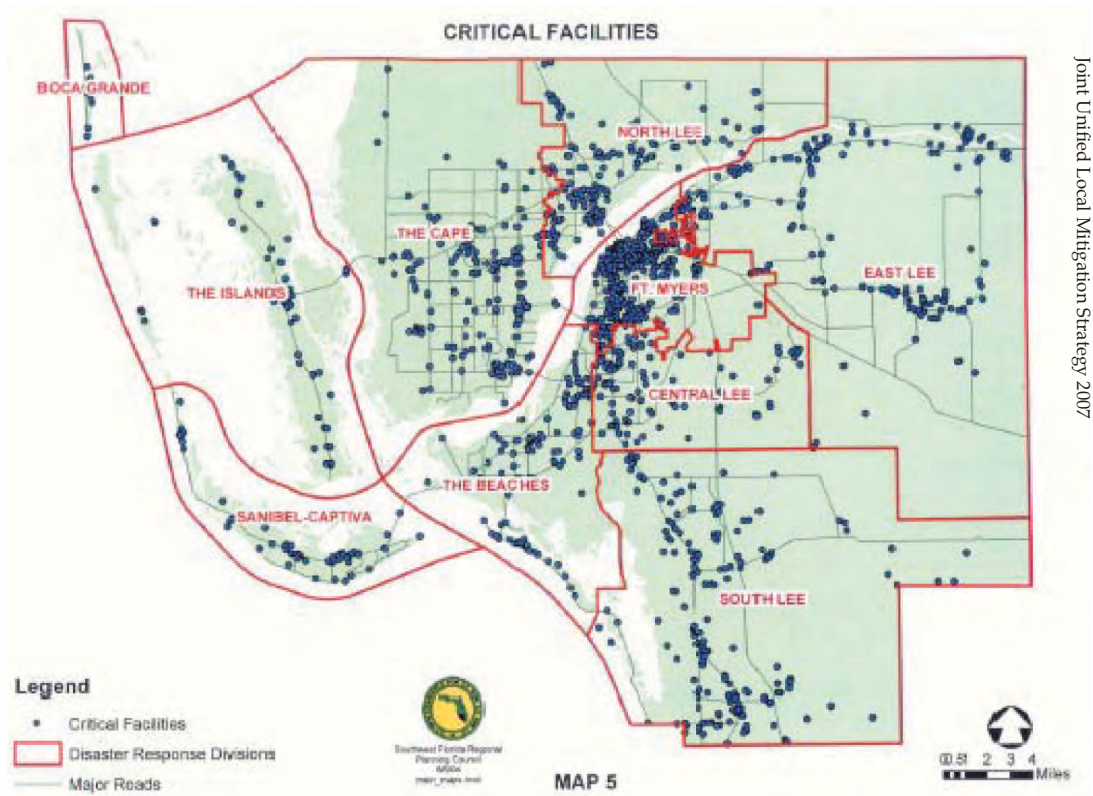 CRITICAL FACILITIES
Joint Unified Local Mitigation Strategy 2007
BOCA GRANDE
NORTH LEE
THE CAPE
THE ISLANDS
FT. MYERS
EAST LEE
CENTRAL LEE
THE BEACHES
SANIBEL-CAPTIVA
SOUTH LEE
Legend
Critical Facilities
Disaster Response Divisions
Major Roads
Southwest Florida Regional
Planning Council
MAP 5
0 0.5 1 2 3 4
Miles